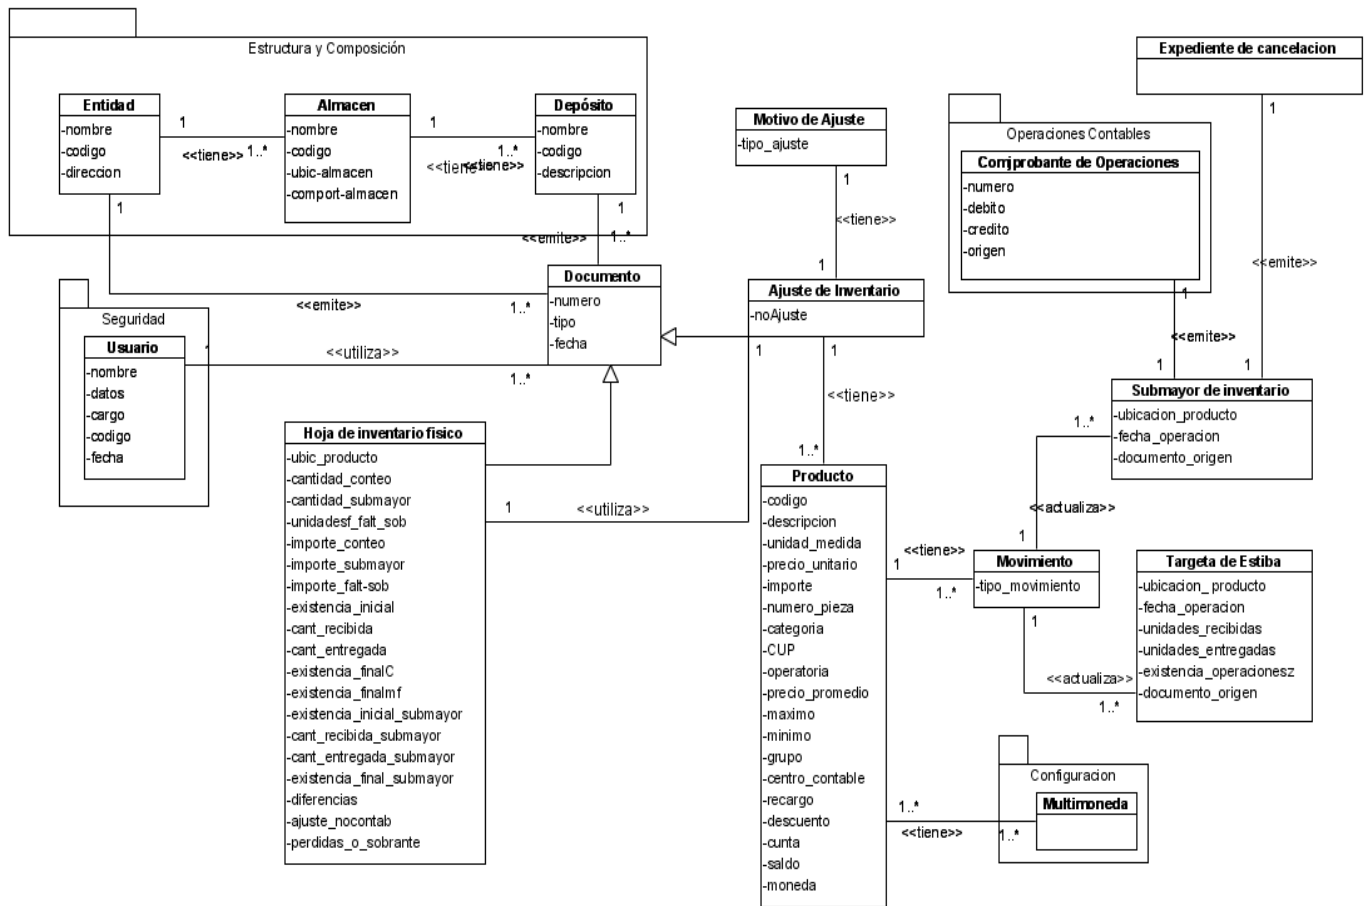 Estructura y Composición
Entidad
-nombre
-codigo
-direccion
1
<<tiene>>
1..*
Almacen
-nombre
-codigo
-ubic-almacen
-comport-almacen
1
<<tiene>>
<<tiene>>
1..*
Depósito
-nombre
-codigo
-descripcion
1
1
<<emite>>
1..*
Motivo de Ajuste
-tipo_ajuste
1
<<tiene>>
1
Operaciones Contables
Comjprobante de Operaciones
-numero
-debito
-credito
-origen
1
<<emite>>
1
Expediente de cancelacion
1
<<emite>>
1
Documento
-numero
-tipo
-fecha
<<emite>>
1..*
Ajuste de Inventario
-noAjuste
1
1
<<tiene>>
1..*
Seguridad
Usuario
-nombre
-datos
-cargo
-codigo
-fecha
1
<<utiliza>>
1..*
Submayor de inventario
-ubicacion_producto
-fecha_operacion
-documento_origen
1..*
<<actualiza>>
1
Hoja de inventario fisico
-ubic_producto
-cantidad_conteo
-cantidad_submayor
-unidadesf_falt_sob
-importe_conteo
-importe_submayor
-importe_falt-sob
-existencia_inicial
-cant_recibida
-cant_entregada
-existencia_finalC
-existencia_finalmf
-existencia_inicial_submayor
-cant_recibida_submayor
-cant_entregada_submayor
-existencia_final_submayor
-diferencias
-ajuste_nocontab
-perdidas_o_sobrante
1
<<utiliza>>
Producto
-codigo
-descripcion
-unidad_medida
-precio_unitario
-importe
-numero_pieza
-categoria
-CUP
-operatoria
-precio_promedio
-maximo
-minimo
-grupo
-centro_contable
-recargo
-descuento
-cunta
-saldo
-moneda
<<tiene>>
1
1..*
Movimiento
-tipo_movimiento
1
<<actualiza>>
1..*
Targeta de Estiba
-ubicacion_ producto
-fecha_operacion
-unidades_recibidas
-unidades_entregadas
-existencia_operacionesz
-documento_origen
1..*
<<tiene>>
1..*
Configuracion
Multimoneda